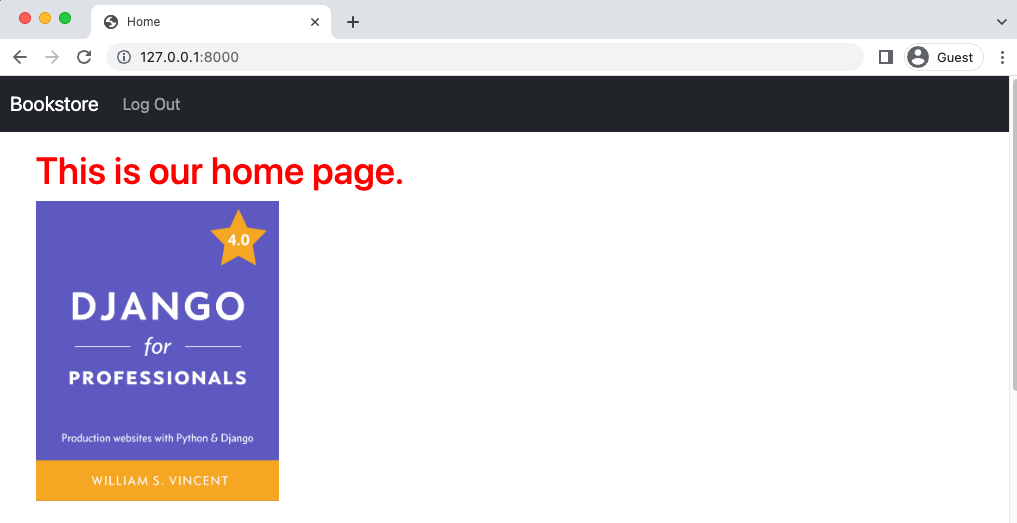 Home
127.0.0.1:8000
Guest
Bookstore Log Out
This is our home page.
4.0
DJANGO
for
PROFESSIONALS
Production websites with Python & Django
WILLIAM S. VINCENT